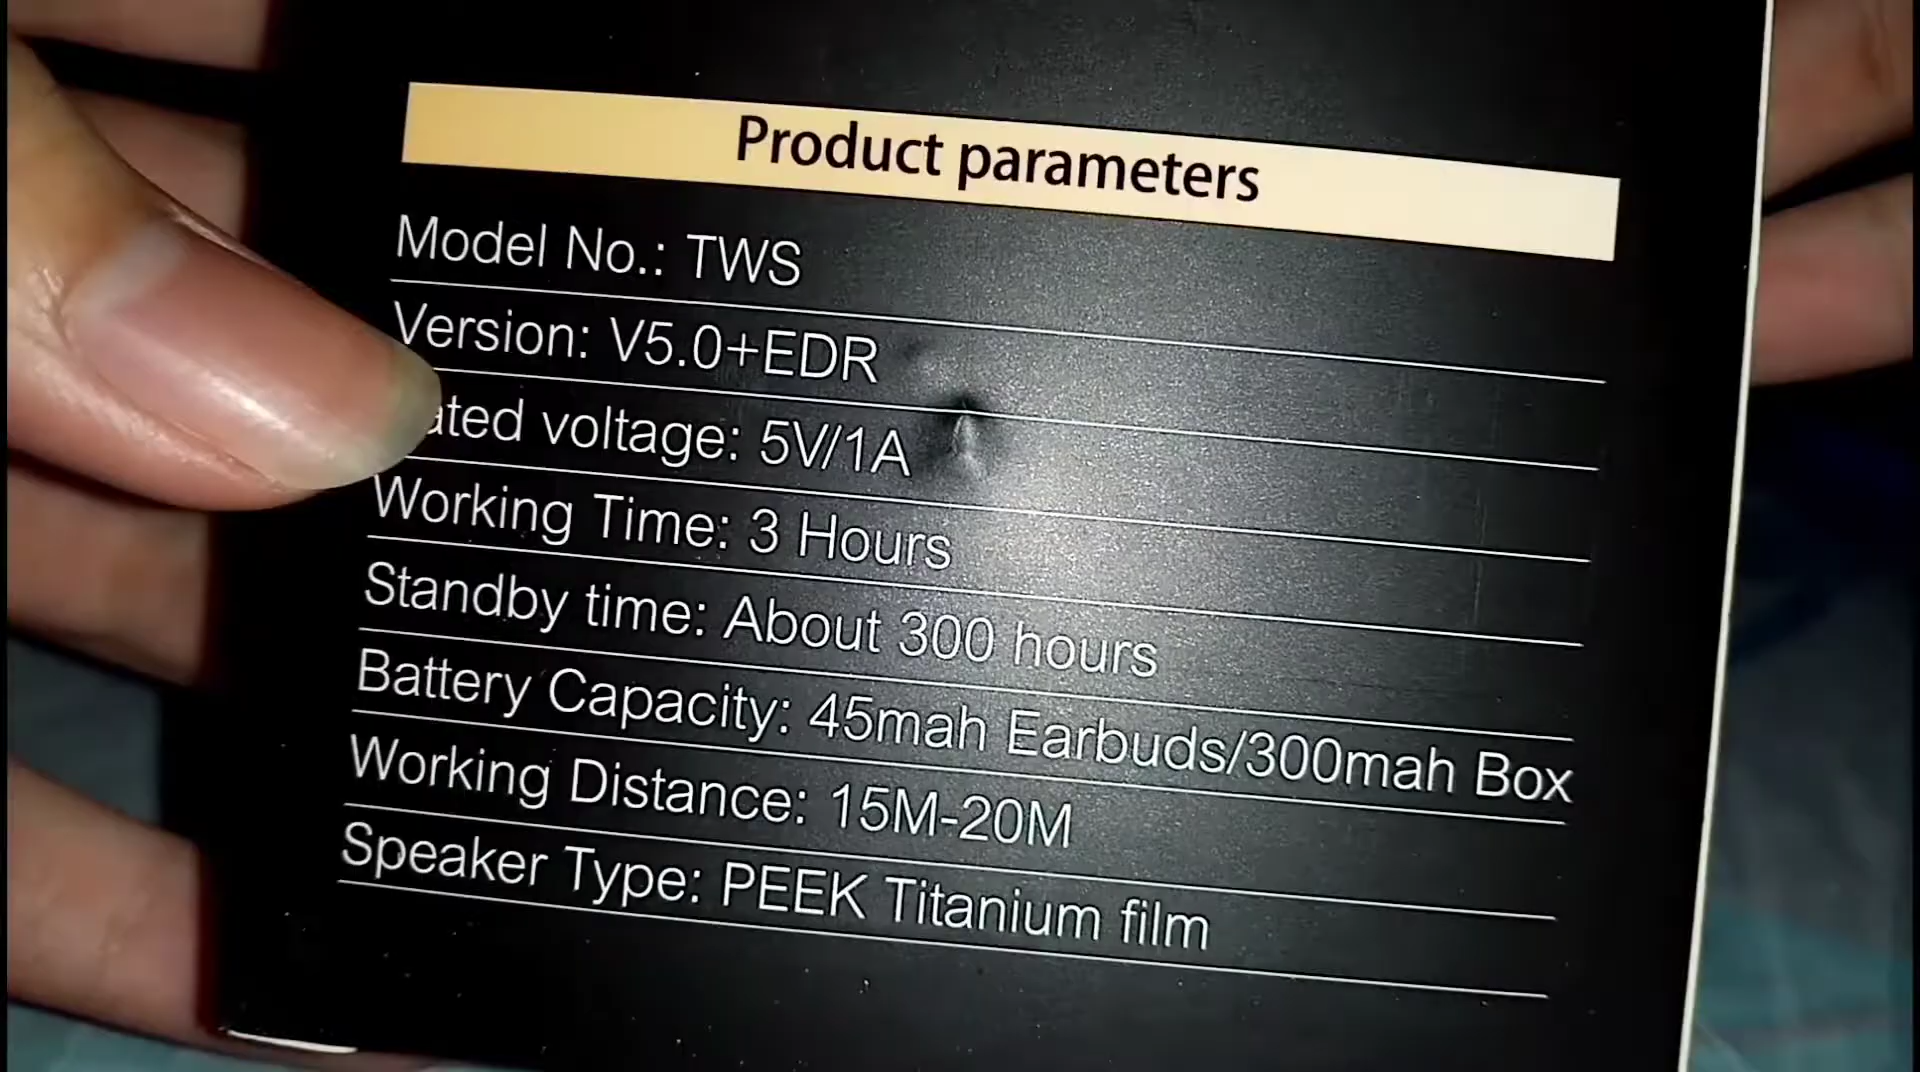 Product parameters
Model No.: TWS
Version: V5.0+EDR
ated voltage: 5V/1A
Working Time: 3 Hours
Standby time: About 300 hours
Battery Capacity: 45mah Earbuds/300mah Box
Working Distance: 15M-20M
Speaker Type: PEEK Titanium film